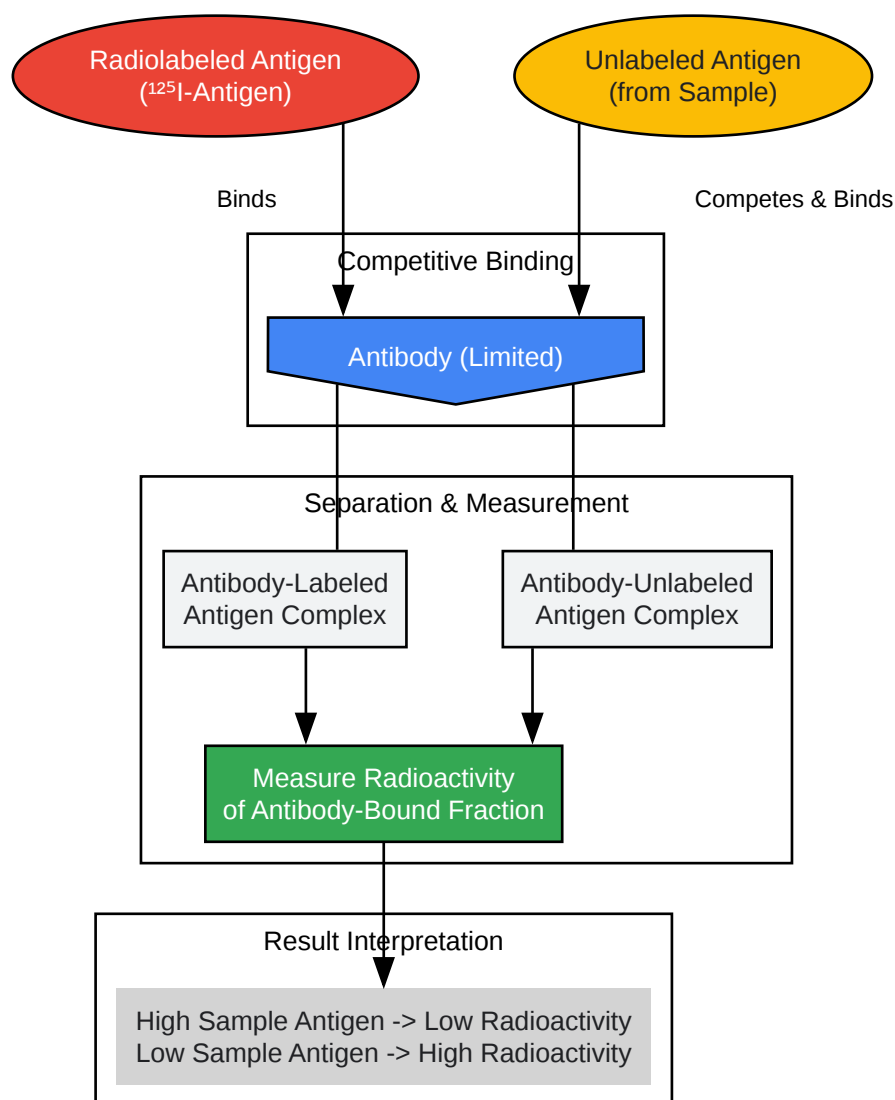 Radiolabeled Antigen
(¹²⁵I-Antigen)
Unlabeled Antigen
(from Sample)
Binds
Competes & Binds
Competitive Binding
Antibody (Limited)
Separation & Measurement
Antibody-Labeled
Antigen Complex
Antibody-Unlabeled
Antigen Complex
Measure Radioactivity
of Antibody-Bound Fraction
Result Interpretation
High Sample Antigen -> Low Radioactivity
Low Sample Antigen -> High Radioactivity